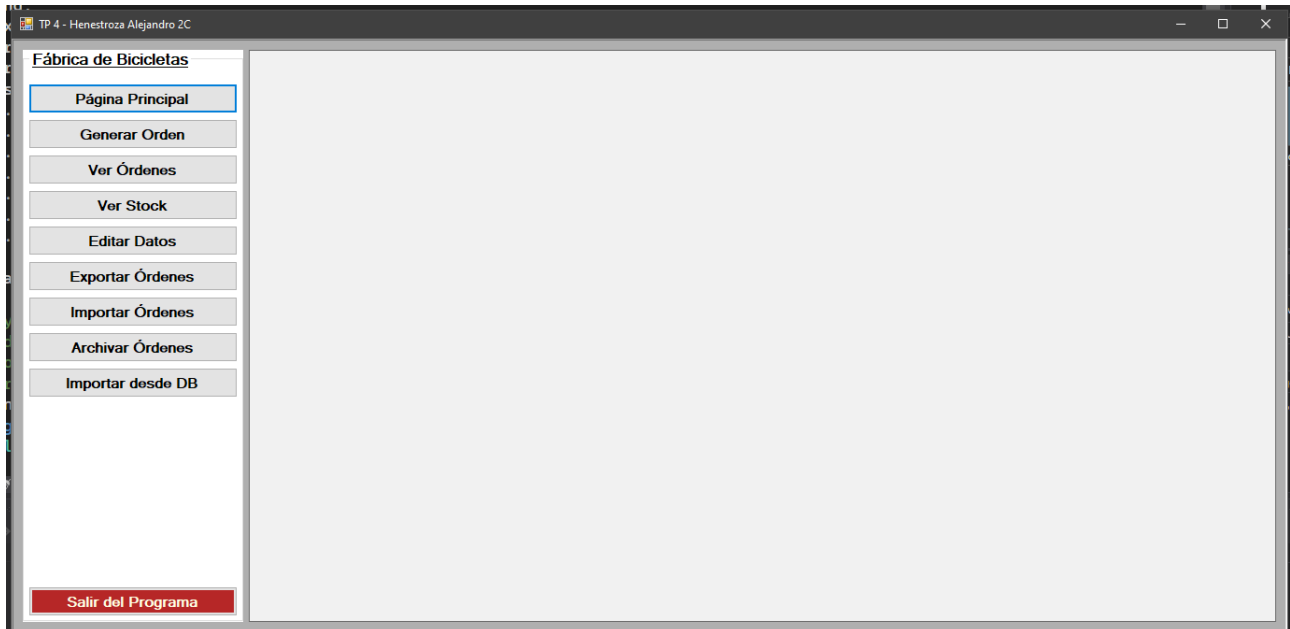 TP 4 - Henestroza Alejandro 2C
Fábrica de Bicicletas
Página Principal
Generar Orden
Ver Órdenes
Ver Stock
Editar Datos
Exportar Órdenes
Importar Órdenes
Archivar Órdenes
Importar desde DB
Salir del Programa